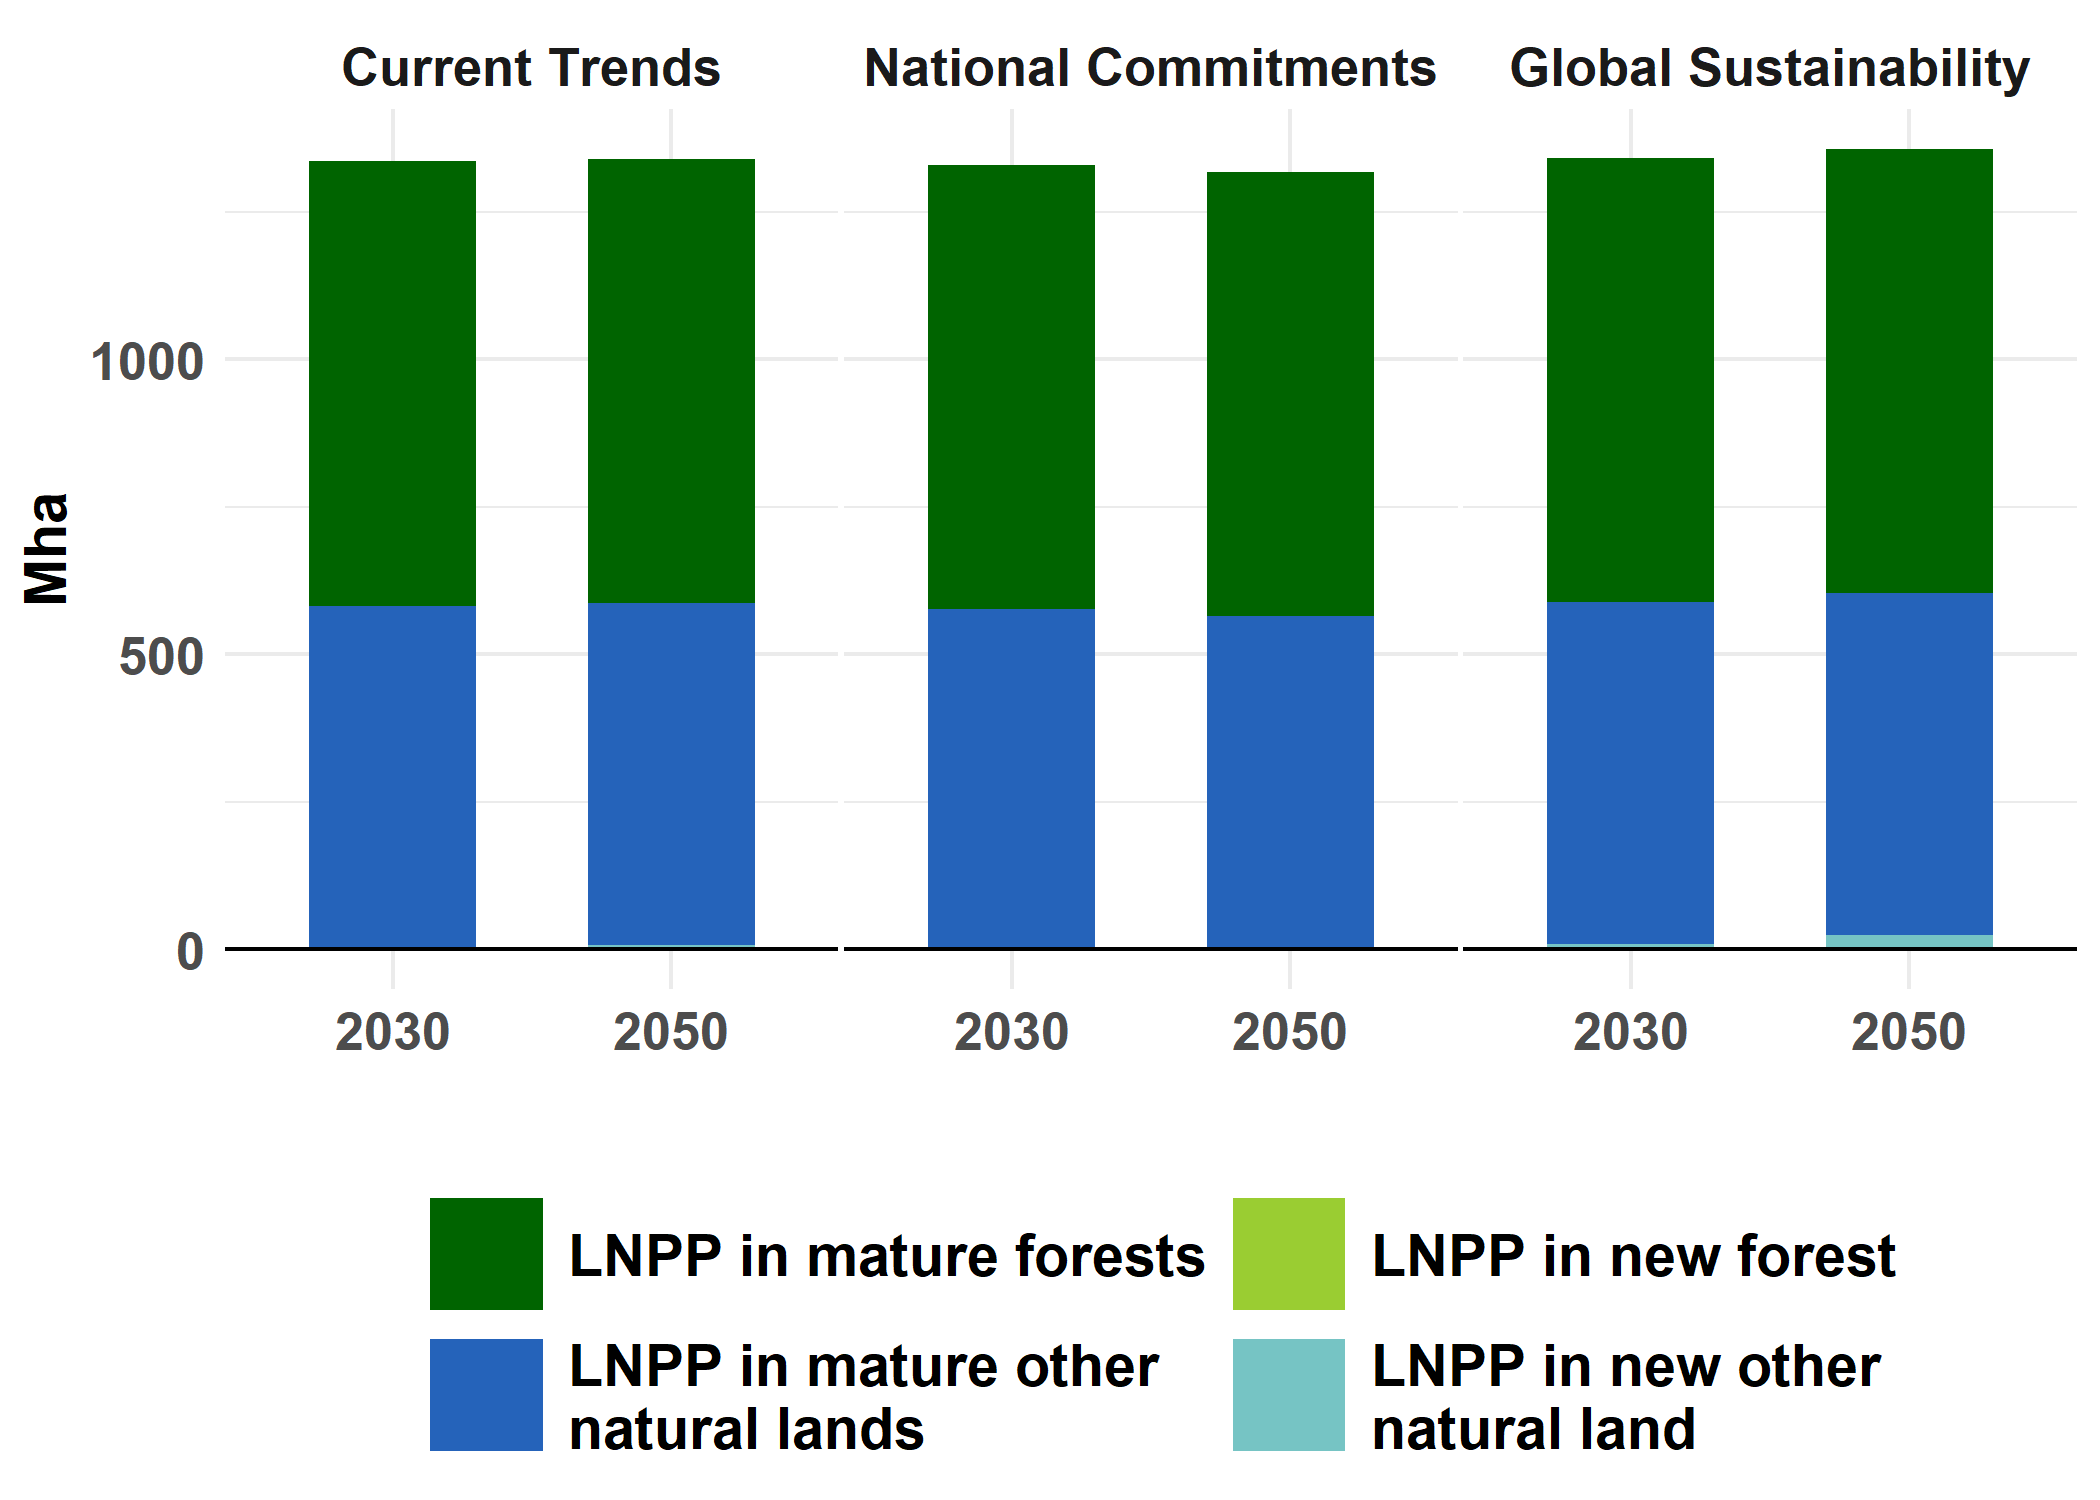 Current Trends
National Commitments
Global Sustainability
Mha
1000
500
0
2030
2050
2030
2050
2030
2050
LNPP in mature forests
LNPP in new forest
LNPP in mature other
natural lands
LNPP in new other
natural land